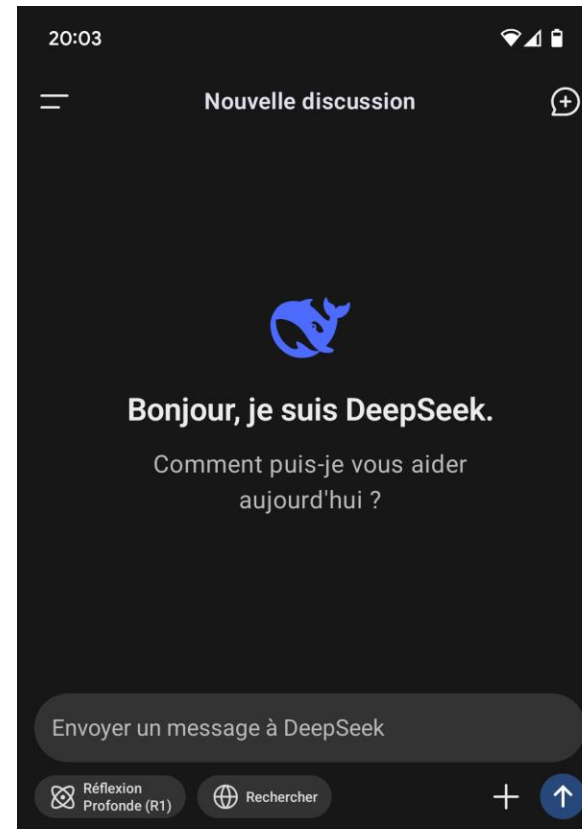 20:03
Nouvelle discussion
Bonjour, je suis DeepSeek.
Comment puis-je vous aider
aujourd'hui ?
Envoyer un message à DeepSeek
Réflexion
Profonde (R1)
Rechercher